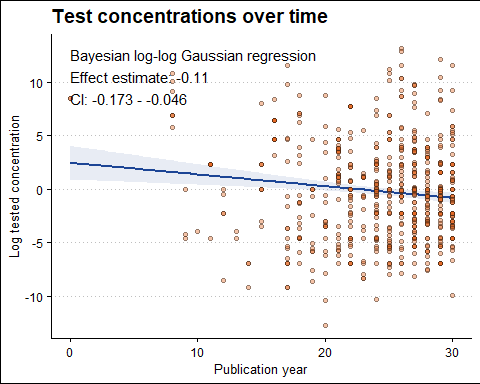 Test concentrations over time
Bayesian log-log Gaussian regression
Effect estimate: -0.11
CI: -0.173 - -0.046
Log tested concentration
10
5
0
-5
-10
0
10
20
30
Publication year